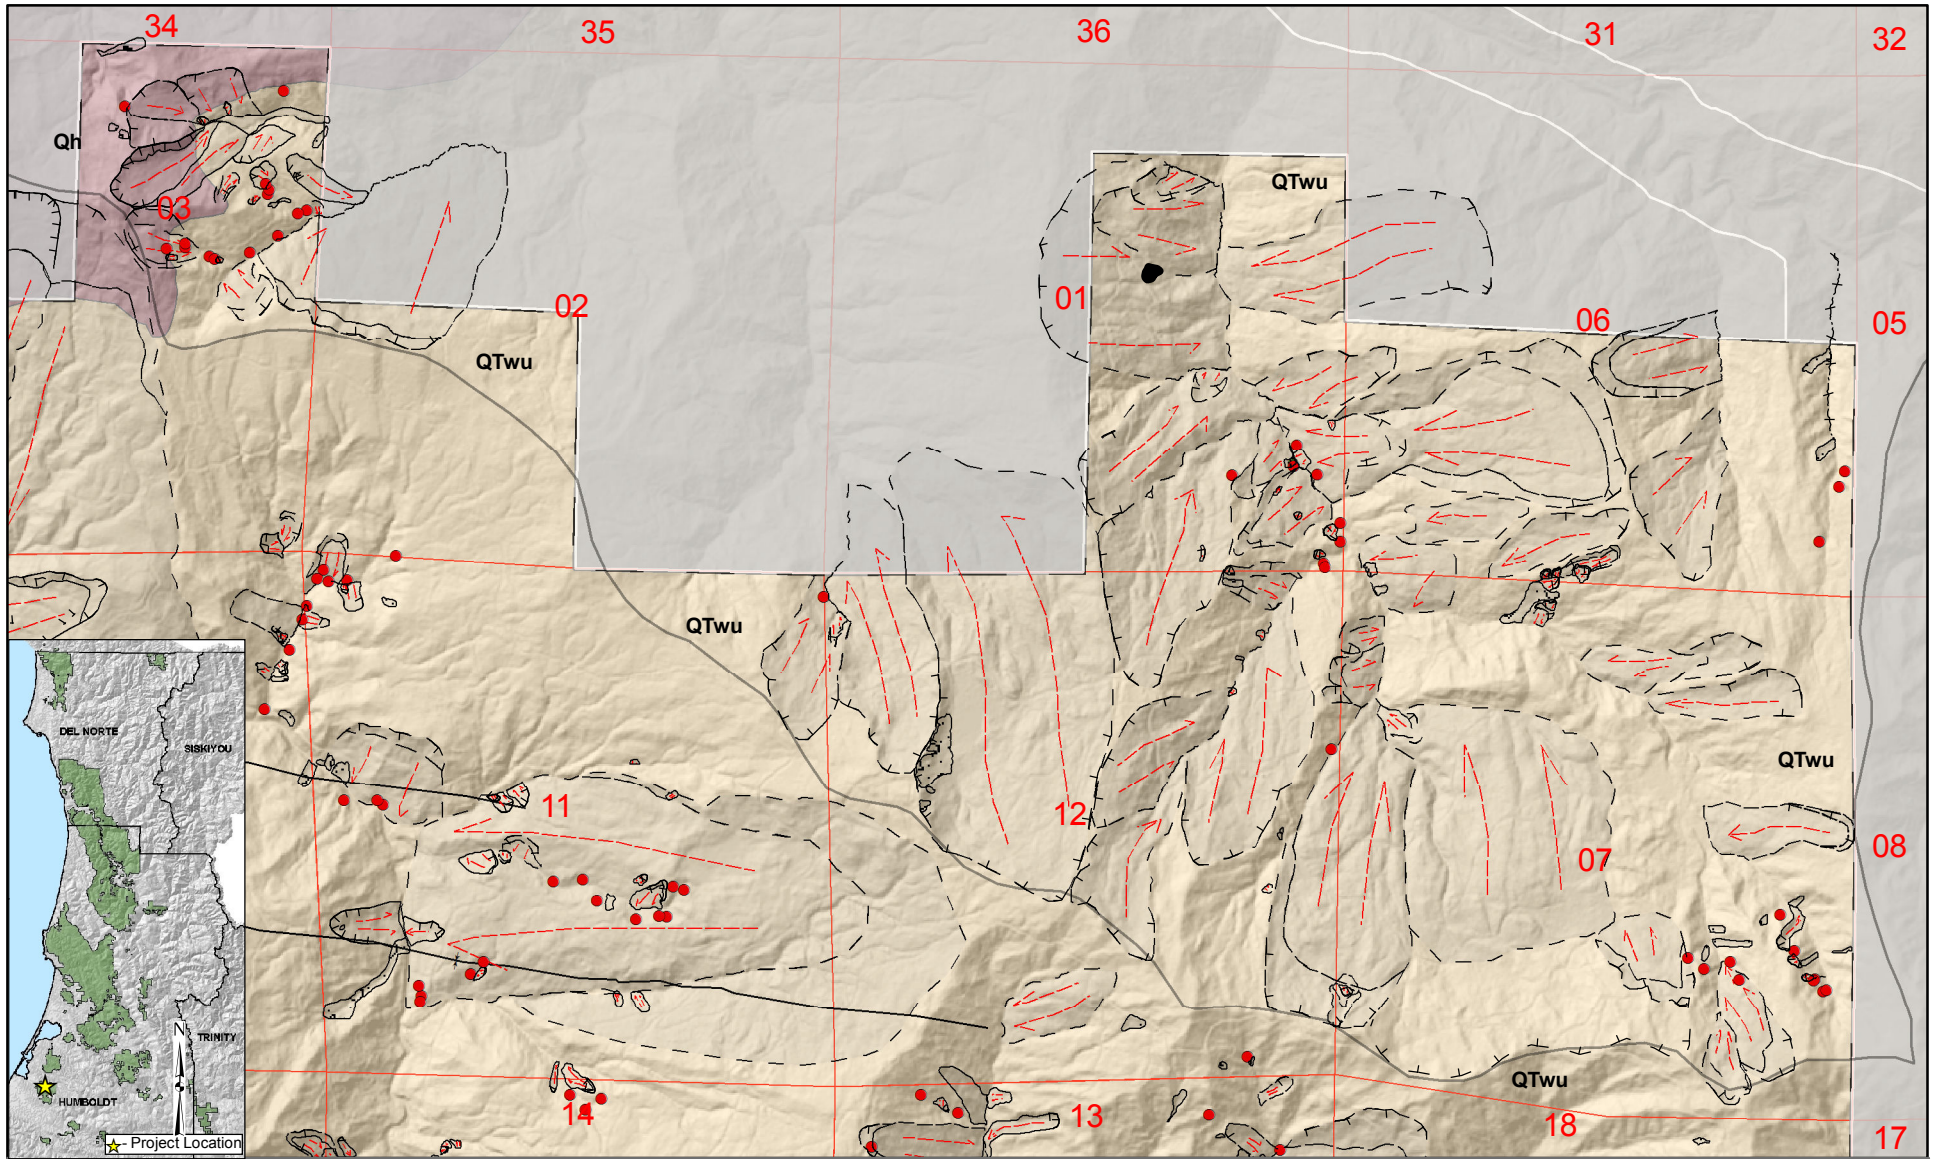 34
35
36
31
32
Qh
QTwu
03
02
01
06
05
QTwu
QTwu
DEL NORTE
SISKIYOU
QTwu
11
12
07
08
TRINITY
N
HUMBOLDT
- Project Location
QTwu
14
13
18
17